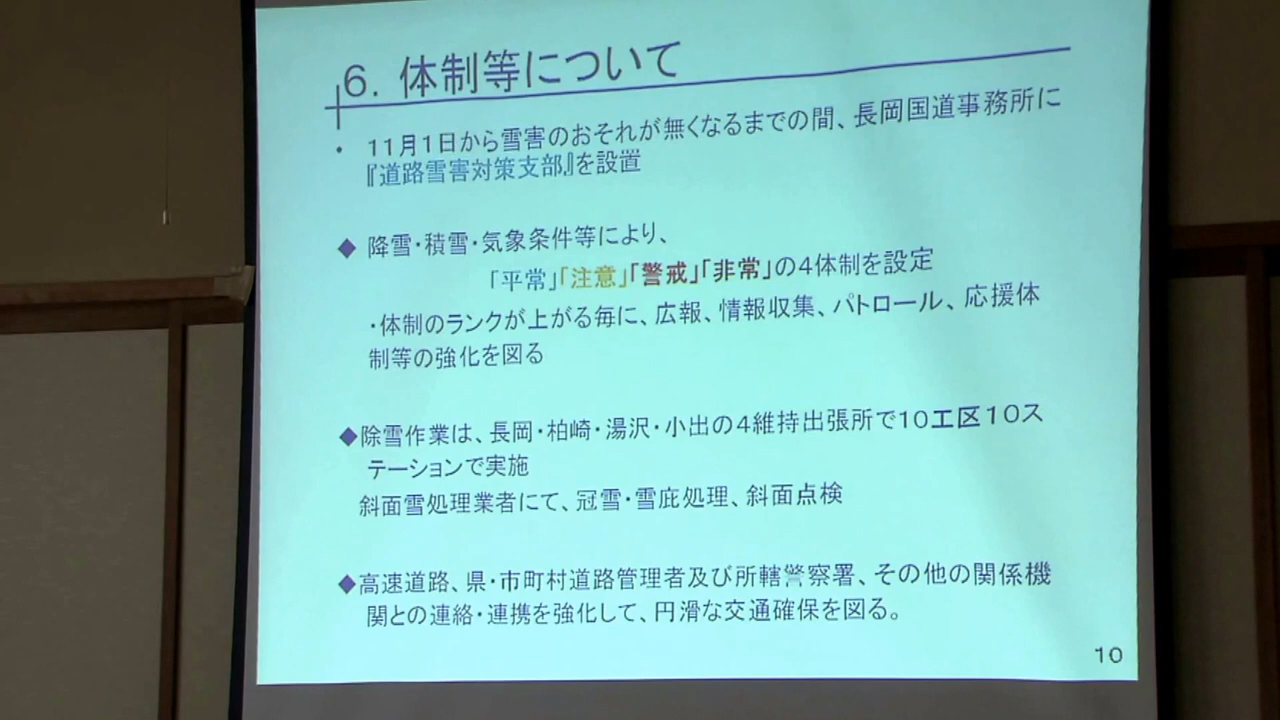 6. 体制等について
・ 11月1日から雪害のおそれが無くなるまでの間、長岡国道事務所に
『道路雪害対策支部』を設置
◆ 降雪・積雪・気象条件等により、
「平常」「注意」「警戒」「非常」の4体制を設定
・体制のランクが上がる毎に、広報、情報収集、パトロール、応援体
制等の強化を図る
◆除雪作業は、長岡・柏崎・湯沢・小出の4維持出張所で10工区10ス
テーションで実施
斜面雪処理業者にて、冠雪・雪庇処理、斜面点検
◆高速道路、県・市町村道路管理者及び所轄警察署、その他の関係機
関との連絡・連携を強化して、円滑な交通確保を図る。
10